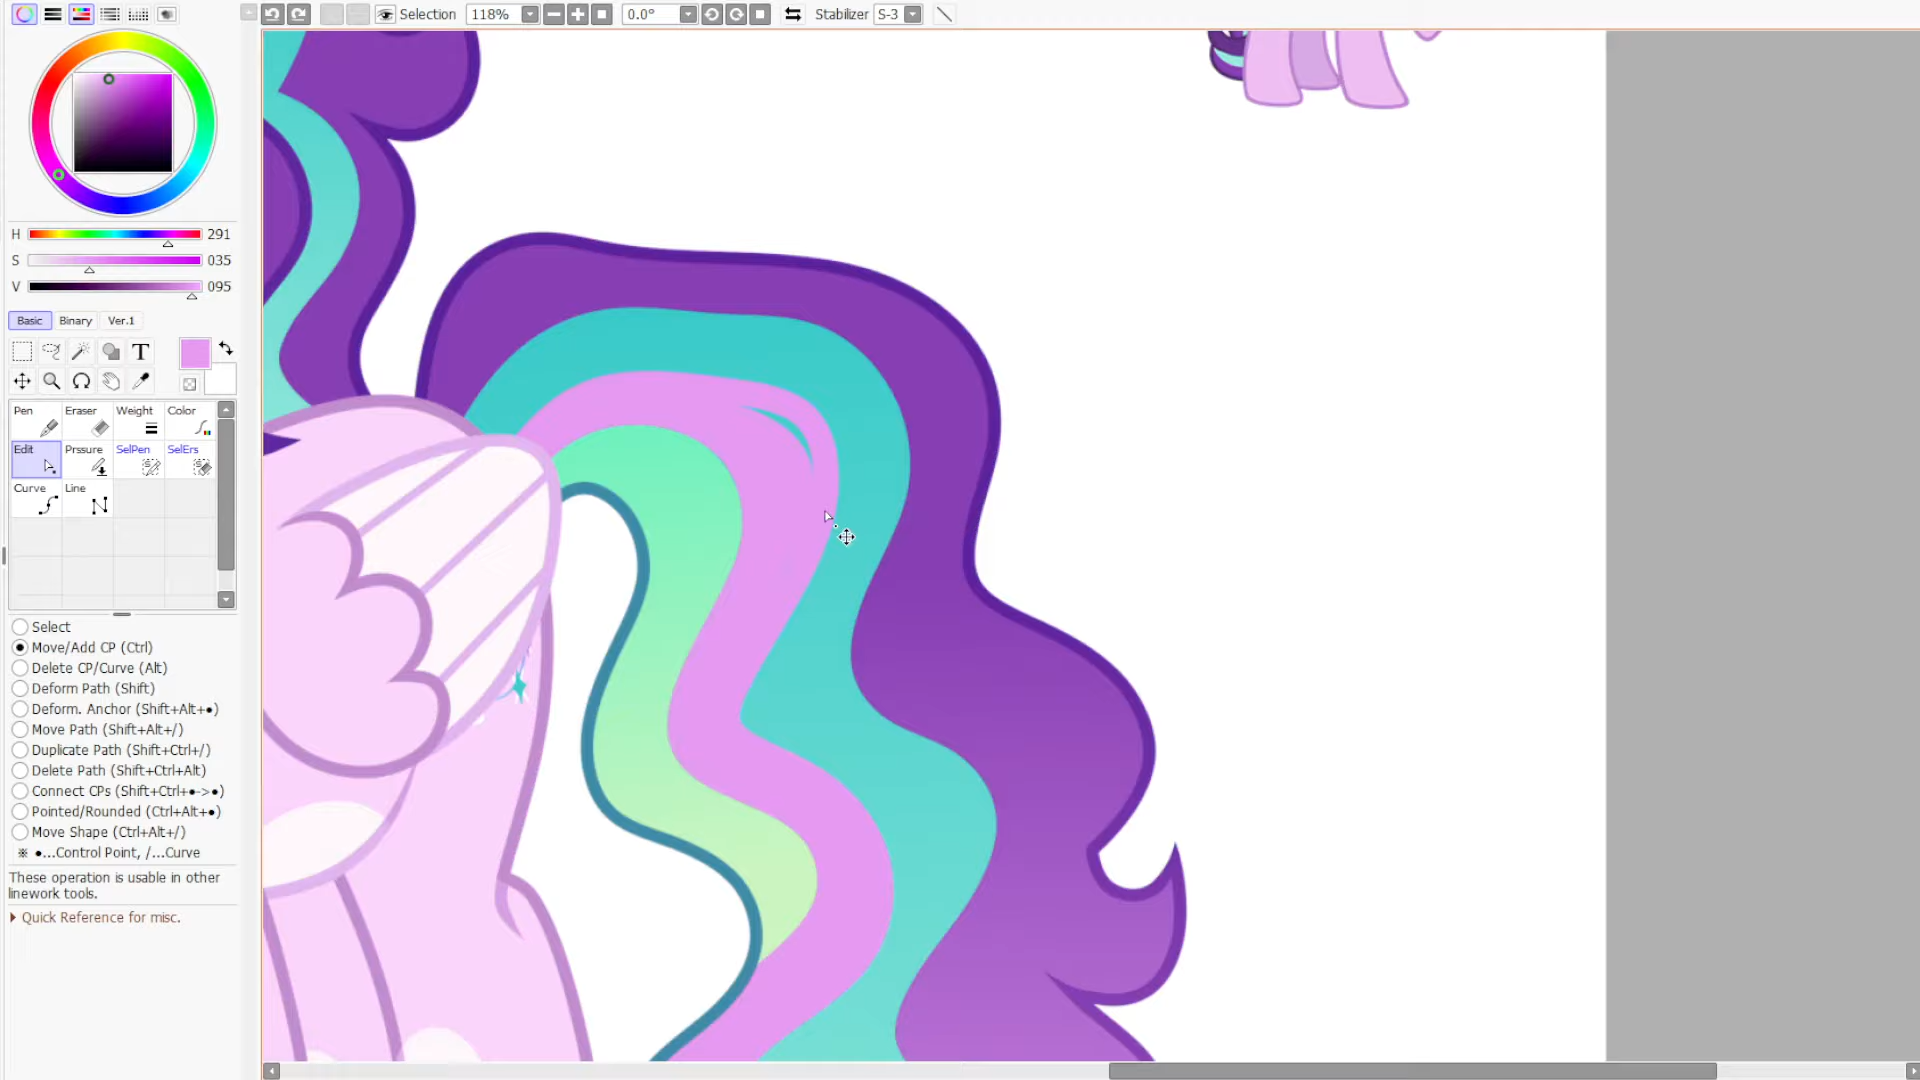 Selection
118%
0.0°
Stabilizer
S-3
H
291
S
035
V
095
Basic
Binary
Ver.1
T
Pen
Eraser
Weight
Color
Edit
Prssure
SelPen
SelErs
Curve
Line
Select
Move/Add CP (Ctrl)
Delete CP/Curve (Alt)
Deform Path (Shift)
Deform. Anchor (Shift+Alt+●)
Move Path (Shift+Alt+/)
Duplicate Path (Shift+Ctrl+/)
Delete Path (Shift+Ctrl+Alt)
Connect CPs (Shift+Ctrl+●->●)
Pointed/Rounded (Ctrl+Alt+●)
Move Shape (Ctrl+Alt+/)
※ ●...Control Point, /...Curve
These operation is usable in other
linework tools.
Quick Reference for misc.